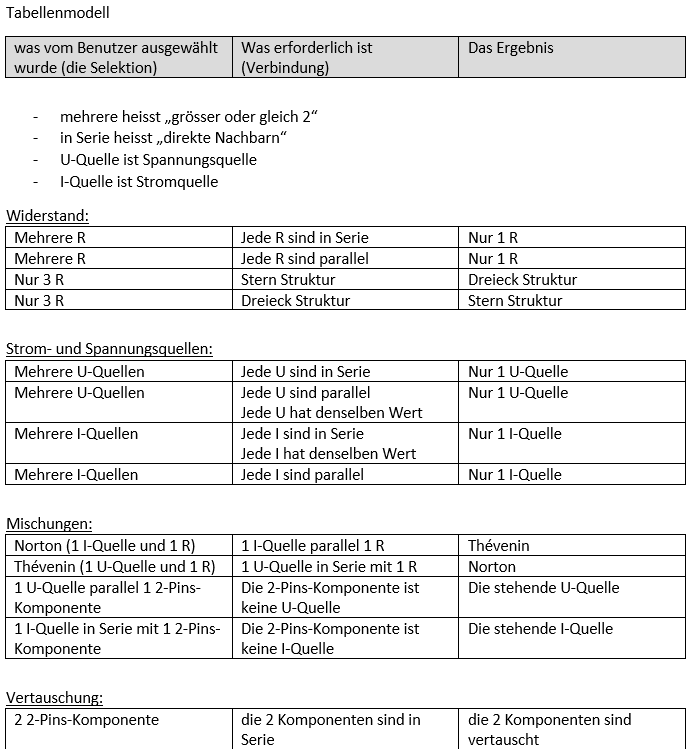 Tabellenmodell
was vom Benutzer ausgewählt
wurde (die Selektion)
Was erforderlich ist
(Verbindung)
Das Ergebnis
- mehrere heisst „grösser oder gleich 2“
- in Serie heisst „direkte Nachbarn“
- U-Quelle ist Spannungsquelle
- I-Quelle ist Stromquelle
Widerstand:
Mehrere R
Jede R sind in Serie
Nur 1 R
Mehrere R
Jede R sind parallel
Nur 1 R
Nur 3 R
Stern Struktur
Dreieck Struktur
Nur 3 R
Dreieck Struktur
Stern Struktur
Strom- und Spannungsquellen:
Mehrere U-Quellen
Jede U sind in Serie
Nur 1 U-Quelle
Mehrere U-Quellen
Jede U sind parallel
Jede U hat denselben Wert
Nur 1 U-Quelle
Mehrere I-Quellen
Jede I sind in Serie
Jede I hat denselben Wert
Nur 1 I-Quelle
Mehrere I-Quellen
Jede I sind parallel
Nur 1 I-Quelle
Mischungen:
Norton (1 I-Quelle und 1 R)
1 I-Quelle parallel 1 R
Thévenin
Thévenin (1 U-Quelle und 1 R)
1 U-Quelle in Serie mit 1 R
Norton
1 U-Quelle parallel 1 2-Pins-
Komponente
Die 2-Pins-Komponente ist
keine U-Quelle
Die stehende U-Quelle
1 I-Quelle in Serie mit 1 2-Pins-
Komponente
Die 2-Pins-Komponente ist
keine I-Quelle
Die stehende I-Quelle
Vertauschung:
2 2-Pins-Komponente
die 2 Komponenten sind in
Serie
die 2 Komponenten sind
vertauscht